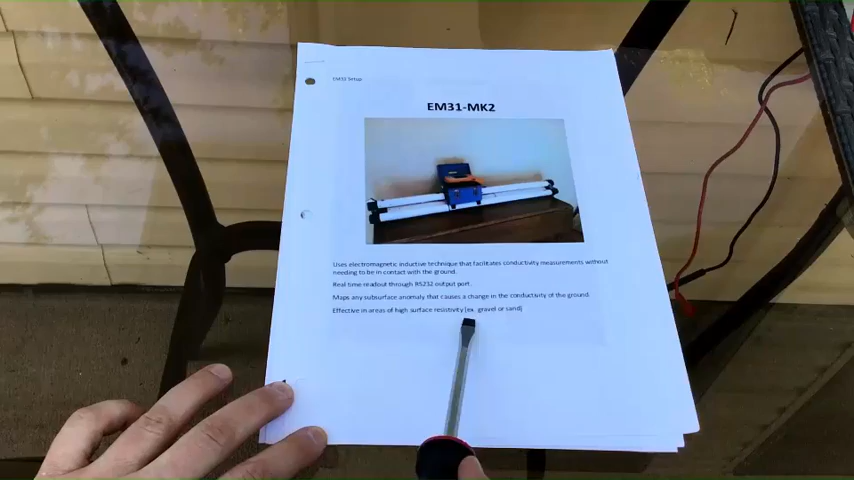 EM31 Setup
EM31-MK2
Uses electromagnetic inductive technique that facilitates conductivity measurements without
needing to be in contact with the ground.
Real time readout through RS232 output port.
Maps any subsurface anomaly that causes a change in the conductivity of the ground.
Effective in areas of high surface resistivity [ex. gravel or sand]